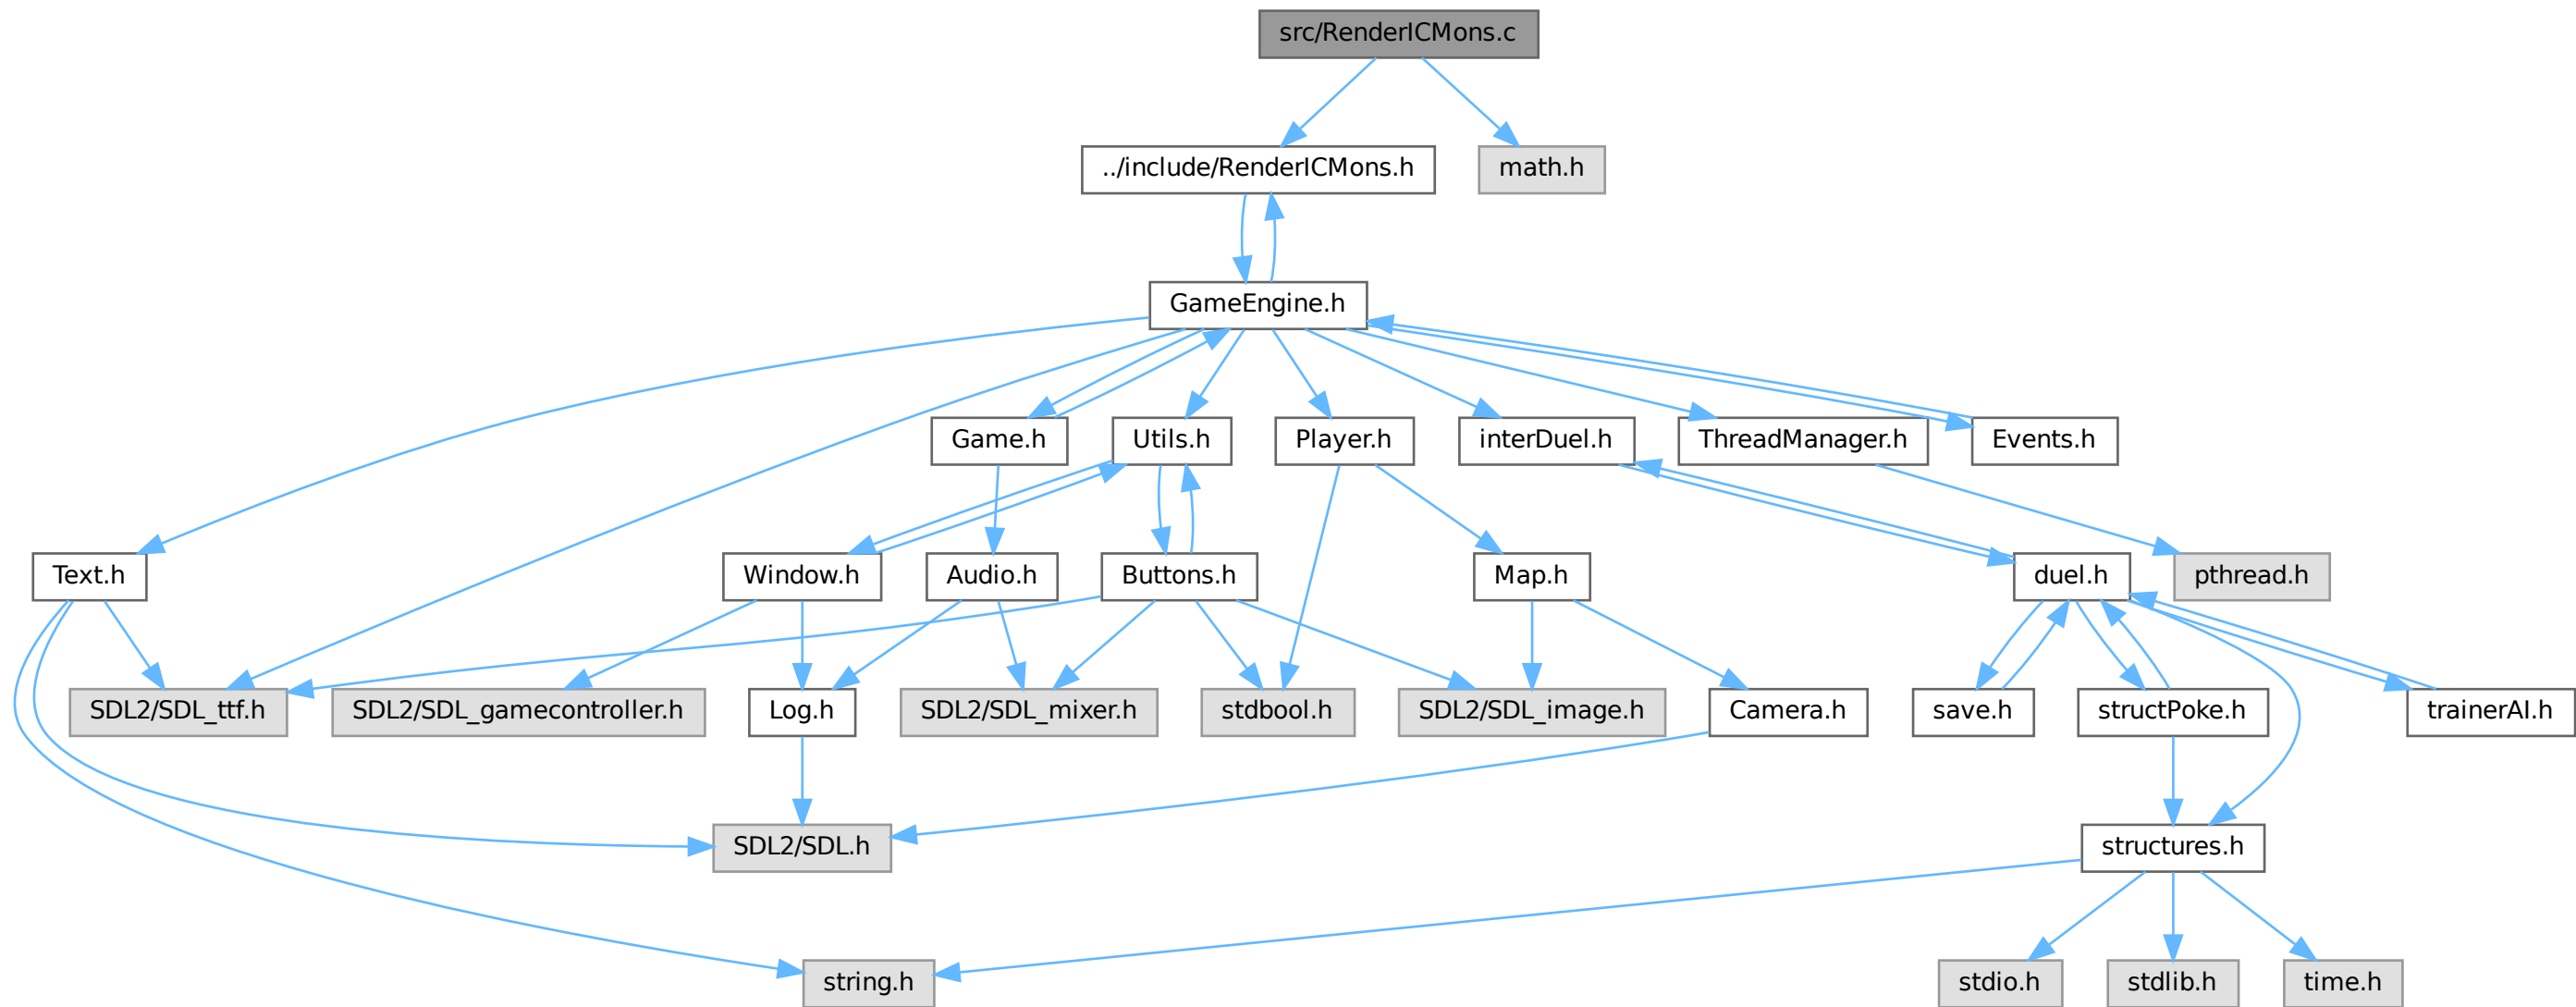 src/RenderICMons.c
../include/RenderICMons.h
math.h
GameEngine.h
Game.h
Utils.h
Player.h
interDuel.h
ThreadManager.h
Events.h
Text.h
Window.h
Audio.h
Buttons.h
Map.h
duel.h
pthread.h
SDL2/SDL_ttf.h
SDL2/SDL_gamecontroller.h
Log.h
SDL2/SDL_mixer.h
stdbool.h
SDL2/SDL_image.h
Camera.h
save.h
structPoke.h
trainerAI.h
SDL2/SDL.h
structures.h
string.h
stdio.h
stdlib.h
time.h